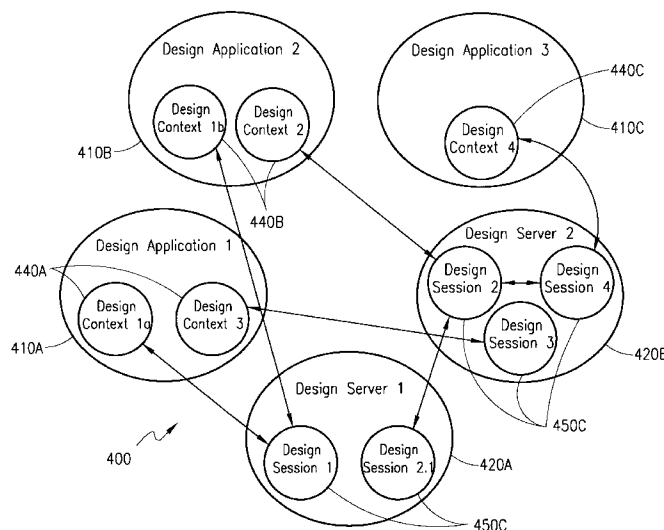 Design Application 2
Design
Context 1b
Design
Context 2
410B
440B
Design Application 3
440C
Design
Context 4
410C
Design Application 1
440A
Design
Context 1a
Design
Context 3
410A
Design Server 2
Design
Session 2
Design
Session 4
Design
Session 3
420B
450C
Design Server 1
Design
Session 1
Design
Session 2.1
420A
450C
400